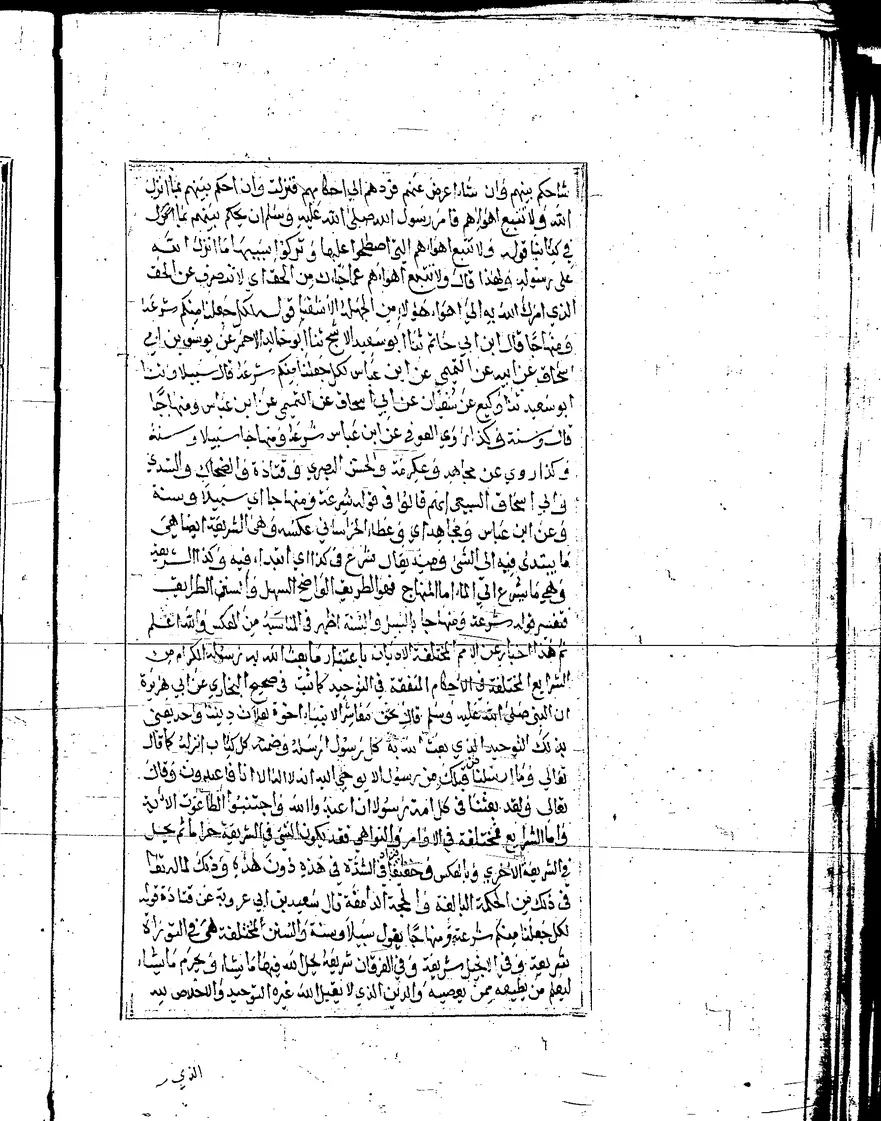 شاحكم بينهم وان شاء اعرض عنهم فردهم الى احكامهم فنزلت وان احكم بينهم بما انزل
الله ولا تتبع اهواءهم فامر رسول الله صلى الله عليه وسلم ان يحكم بينهم بما انزل
في كتابنا قوله ولا تتبع اهواءهم التي اصطلحوا عليها وتركوا بسببها ما انزل الله
على رسوله ولهذا قال ولا تتبع اهواءهم عما جاءك من الحق اي لا تنصرف عن الحق
الذي امرك الله به الى اهواء هؤلاء من الجهلة الاشقيا قوله لكل جعلنا منكم شرعة
ومنهاجا قال ابن ابي حاتم ثنا ابو سعيد الاشج ثنا ابو خالد الاحمر عن يوسف بن ابي
اسحاق عن ابيه عن التميمي عن ابن عباس لكل جعلنا منكم شرعة قال سبيلا وثنا
ابو سعيد ثنا وكيع عن سفيان عن ابي اسحاق عن التميمي عن ابن عباس ومنهاجا
قال وسنة وكذا روي العوفي عن ابن عباس شرعة ومنهاجا سبيلا وسنة
وكذا روي عن مجاهد وعكرمة والحسن البصري وقتادة والضحاك والسدي
وابي اسحاق السبيعي انهم قالوا في قوله شرعة ومنهاجا اي سبيلا وسنة
وعن ابن عباس ومجاهد اي وعطاء الخراساني عكسه وهي الشريعة ايضا هي
ما يبتدى فيه الى الشي ومنه يقال شرع في كذا اي ابتداء فيه وكذا الشريعة
وهي ما يشرع الى الماء اما المنهاج فهو الطريق الواضح السهل والسنن الطرايق
فتفسير قوله شرعة ومنهاجا بالسبيل والسنة اظهر في المناسبة من العكس والله اعلم
ثم هذا اخبار عن الامم المختلفة الاديان باعتبار ما بعث الله به رسوله الكرام من
الشرايع المختلفة في الاحكام المتفقة في التوحيد كما ثبت في صحيح البخاري عن ابي هريرة
ان النبي صلى الله عليه وسلم قال نحن معاشر الانبياء اخوة لعلات ديننا واحد يعني
بذلك التوحيد الذي بعث الله به كل رسول ارسله وضمنه كل كتاب انزله كما قال
تعالى وما ارسلنا من قبلك من رسول الا يوحي اليه انه لا اله الا انا فاعبدون وقال
تعالى ولقد بعثنا في كل امة رسولا ان اعبدوا الله واجتنبوا الطاغوت الاية
واما الشرايع فمختلفة في الاوامر والنواهي فقد يكون الشي في الشريعة حراما ثم يحل
في الشريعة الاخري وبالعكس وخفيفا فيزاد في الشدة في هذه دون هذه وذلك لما له تعالى
في ذلك من الحكمة البالغة والحجة الدامغة قال سعيد بن ابي عروبة عن قتادة قوله
لكل جعلنا منكم شرعة ومنهاجا يقول سبيلا وسنة والسنن المختلفة هي في التوراة
شريعة وفي الانجيل شريعة وفي الفرقان شريعة يحل الله فيها ما يشاء ويحرم ما يشاء
ليعلم من يطيعه ممن يعصيه والدين الذي لا يقبل الله غيره التوحيد والاخلاص لله
الذي